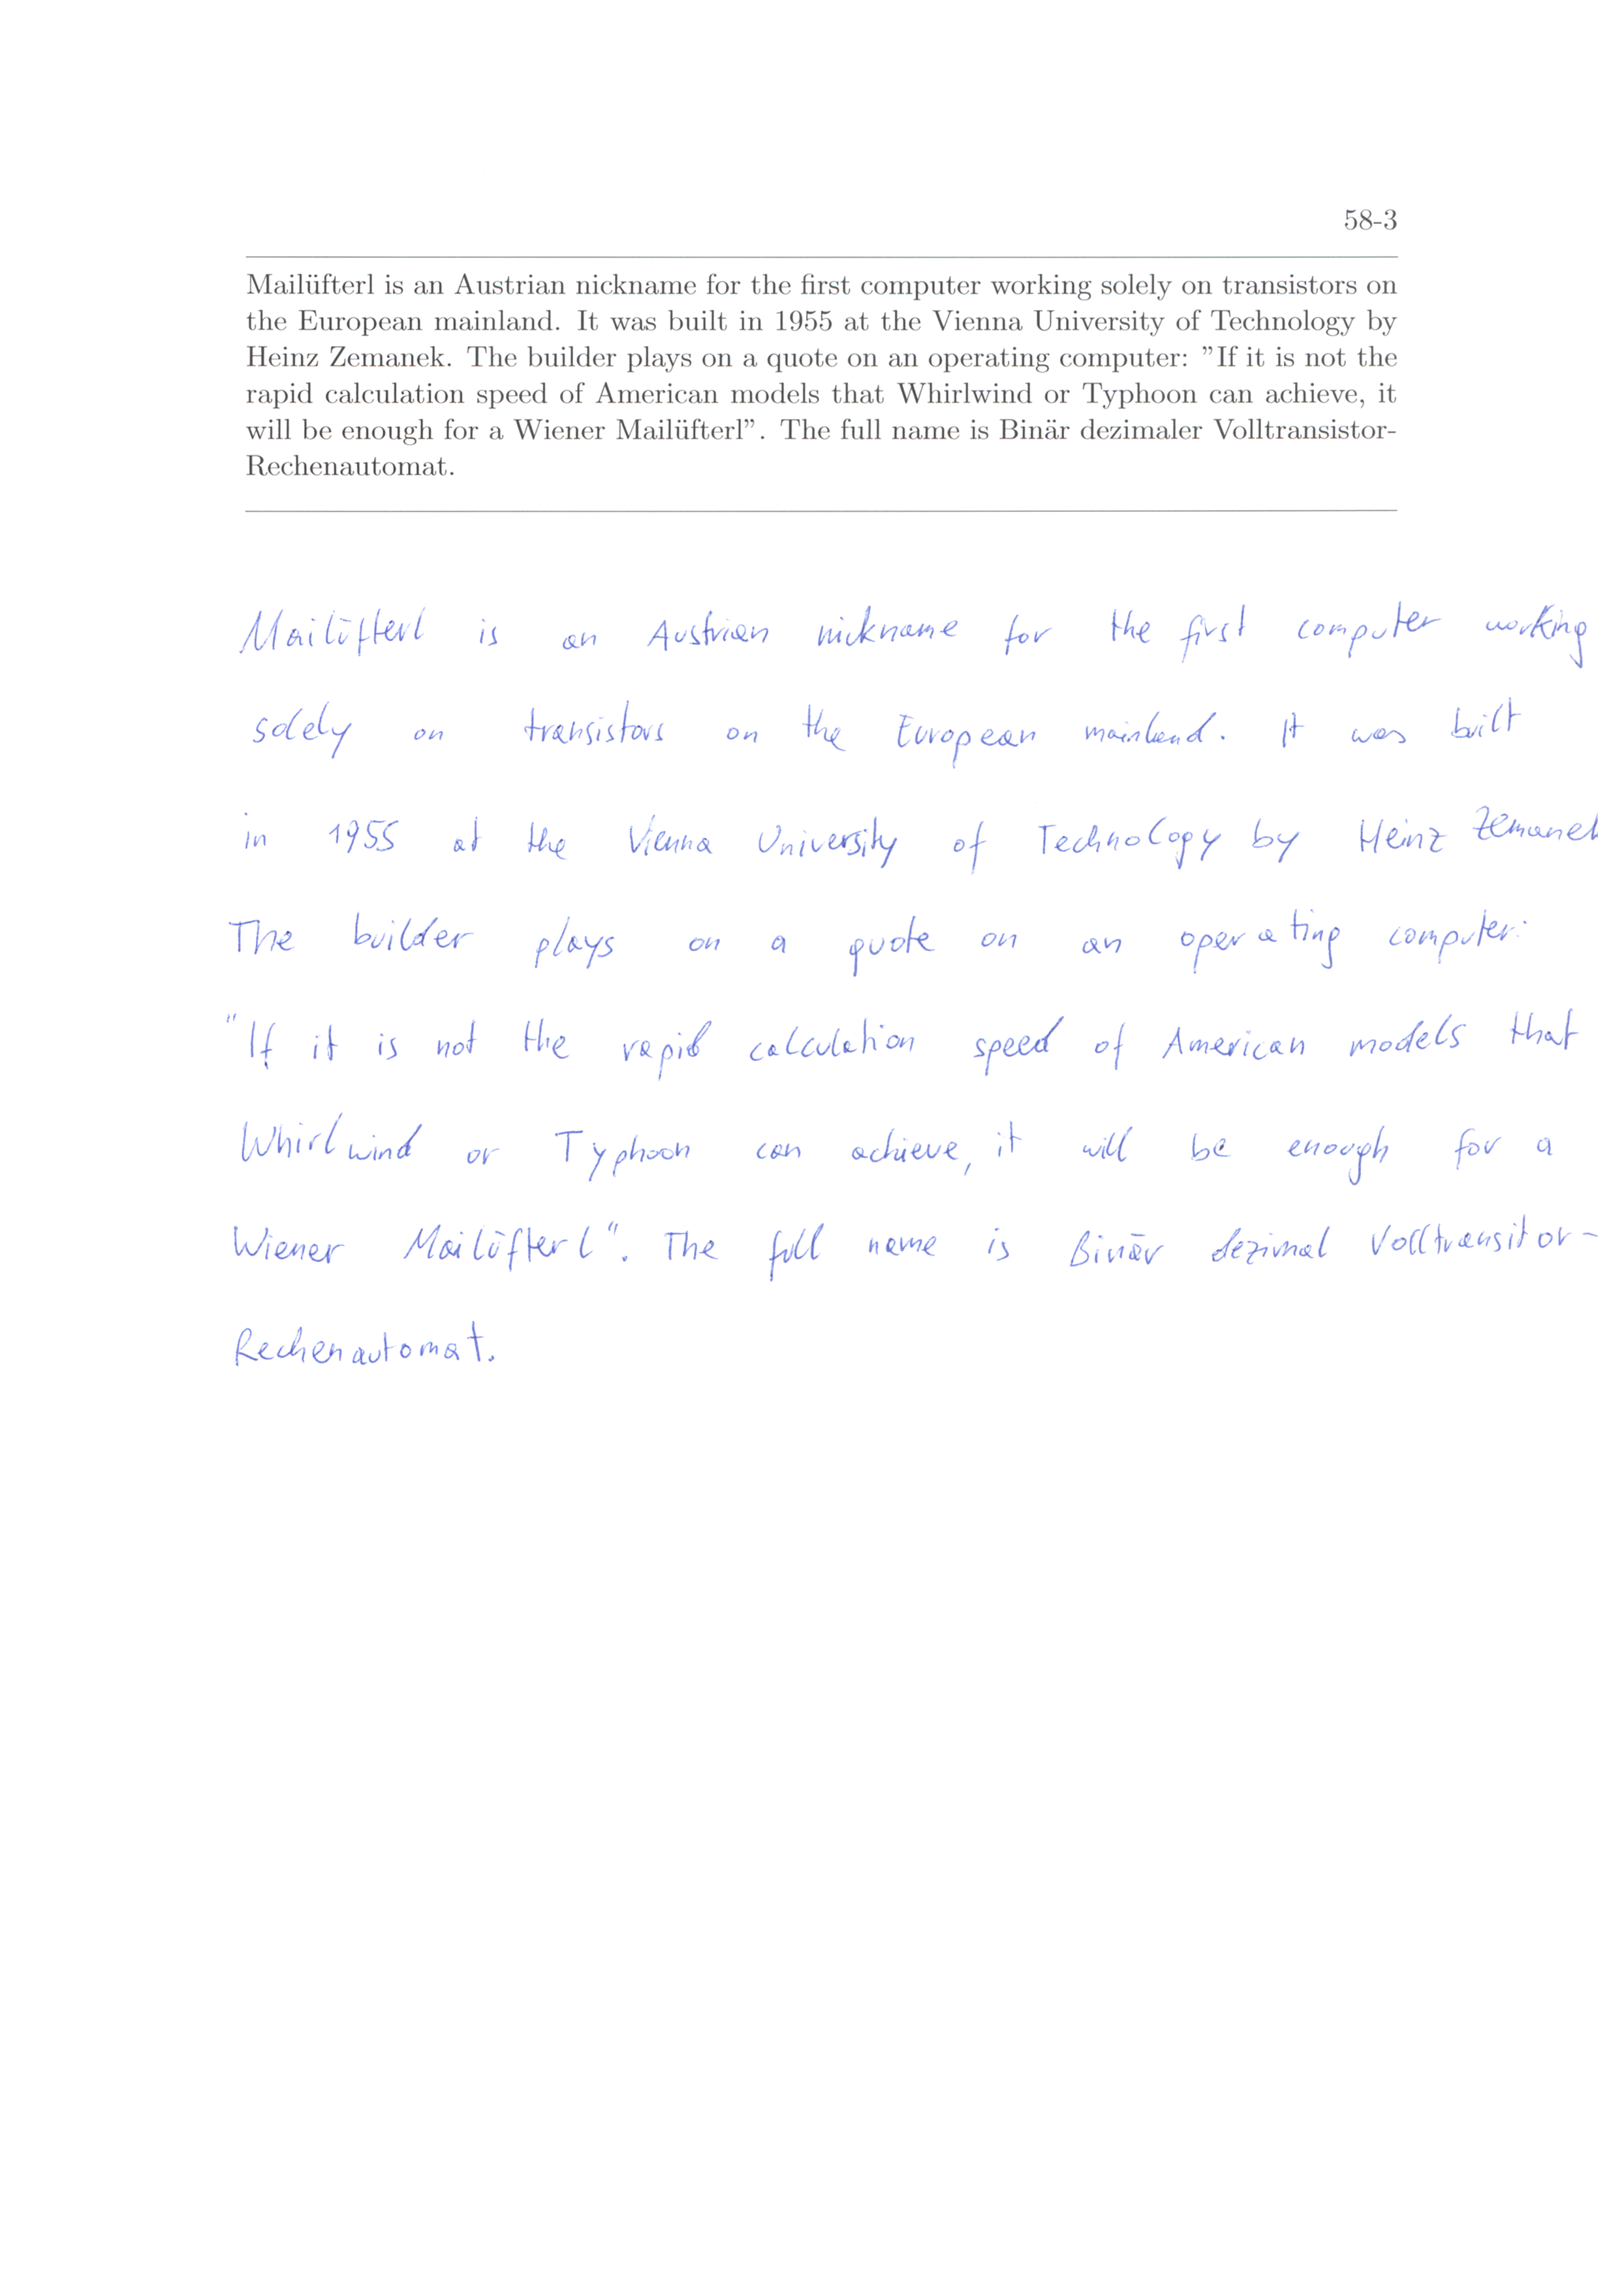 58-3
Mailüfterl is an Austrian nickname for the first computer working solely on transistors on
the European mainland. It was built in 1955 at the Vienna University of Technology by
Heinz Zemanek. The builder plays on a quote on an operating computer: ”If it is not the
rapid calculation speed of American models that Whirlwind or Typhoon can achieve, it
will be enough for a Wiener Mailüfterl”. The full name is Binär dezimaler Volltransistor-
Rechenautomat.
Mailüfterl is an Austrian nickname for the first computer working
solely on transistors on the European mainland. It was built
in 1955 at the Vienna University of Technology by Heinz Zemanek
The builder plays on a quote on an operating computer:
"If it is not the rapid calculation speed of American models that
Whirlwind or Typhoon can achieve, it will be enough for a
Wiener Mailüfterl". The full name is Binär dezimal Volltransitor-
Rechenautomat.